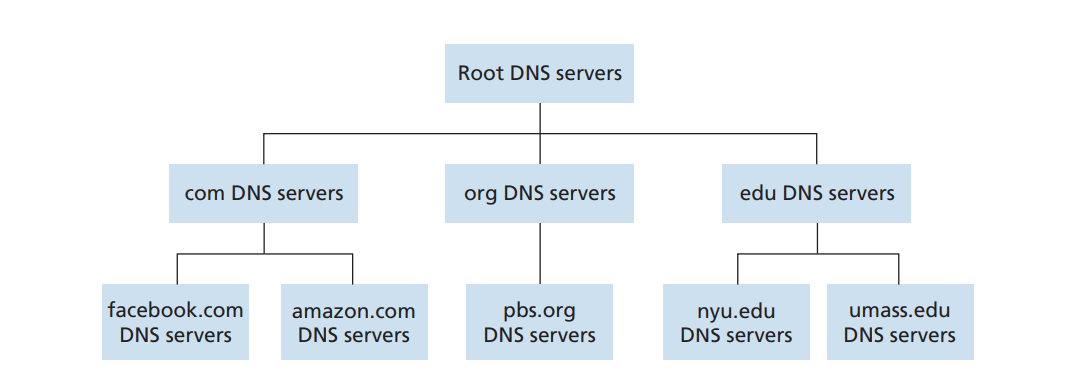 Root DNS servers
com DNS servers
org DNS servers
edu DNS servers
facebook.com
DNS servers
amazon.com
DNS servers
pbs.org
DNS servers
nyu.edu
DNS servers
umass.edu
DNS servers